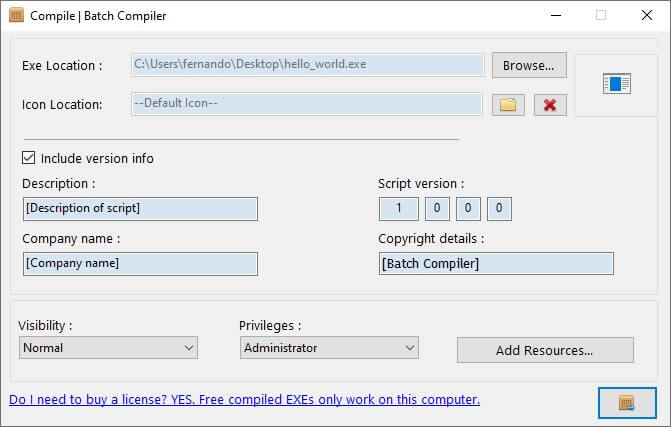 Compile | Batch Compiler
Exe Location :
C:\Users\fernando\Desktop\hello_world.exe
Browse...
Icon Location:
--Default Icon--
Include version info
Description :
Script version :
[Description of script]
1 0 0 0
Company name :
Copyright details :
[Company name]
[Batch Compiler]
Visibility :
Privileges :
Normal
Administrator
Add Resources...
Do I need to buy a license? YES. Free compiled EXEs only work on this computer.